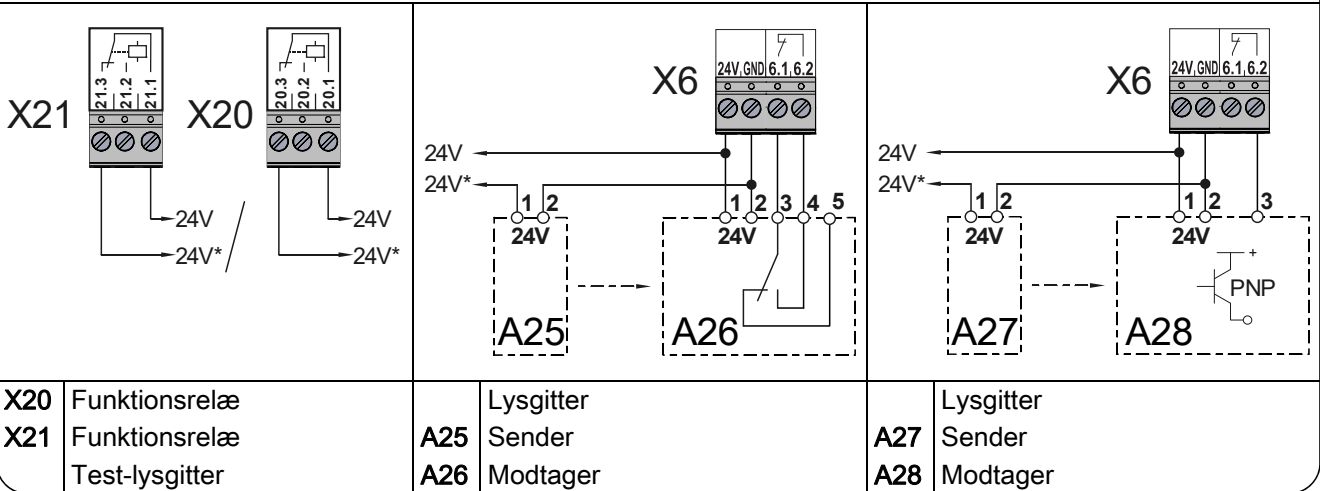 X21
21.3
21.2
21.1
24V
24V*
X20
20.3
20.2
20.1
24V
24V*
X6
24V GND 6.1 6.2
24V
24V*
1 2
24V
A25
1 2 3 4 5
24V
A26
X6
24V GND 6.1 6.2
24V
24V*
1 2
24V
A27
1 2 3
24V
+
PNP
A28
X20 Funktionsrelæ
X21 Funktionsrelæ
Test-lysgitter
Lysgitter
A25 Sender
A26 Modtager
Lysgitter
A27 Sender
A28 Modtager